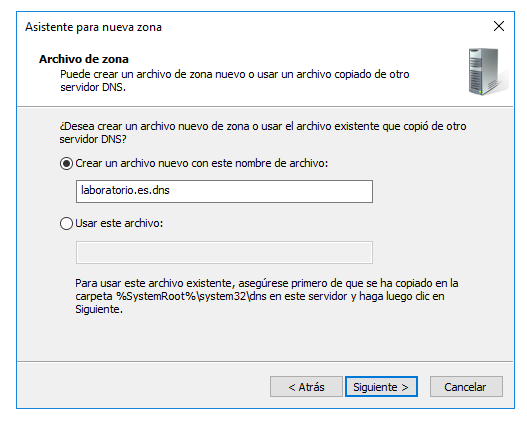 Asistente para nueva zona
Archivo de zona
Puede crear un archivo de zona nuevo o usar un archivo copiado de otro
servidor DNS.
¿Desea crear un archivo nuevo de zona o usar el archivo existente que copió de otro
servidor DNS?
Crear un archivo nuevo con este nombre de archivo:
laboratorio.es.dns
Usar este archivo:
Para usar este archivo existente, asegúrese primero de que se ha copiado en la
carpeta %SystemRoot%\system32\dns en este servidor y haga luego clic en
Siguiente.
< Atrás
Siguiente >
Cancelar